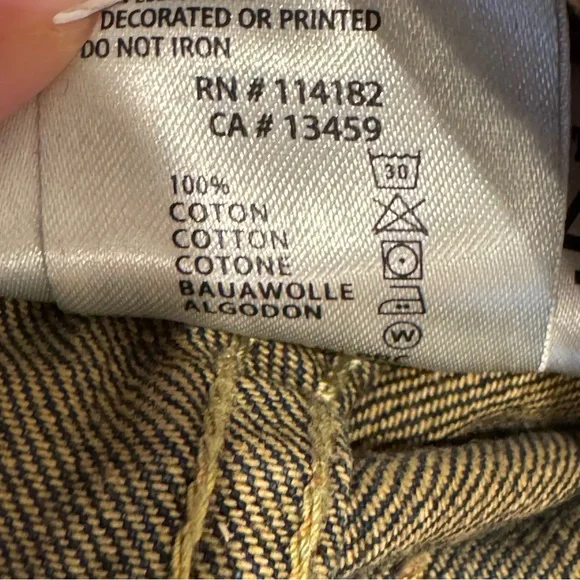 DECORATED OR PRINTED
DO NOT IRON
RN # 114182
CA # 13459
30
100%
COTON
COTTON
COTONE
BAUAWOLLE
ALGODON
W